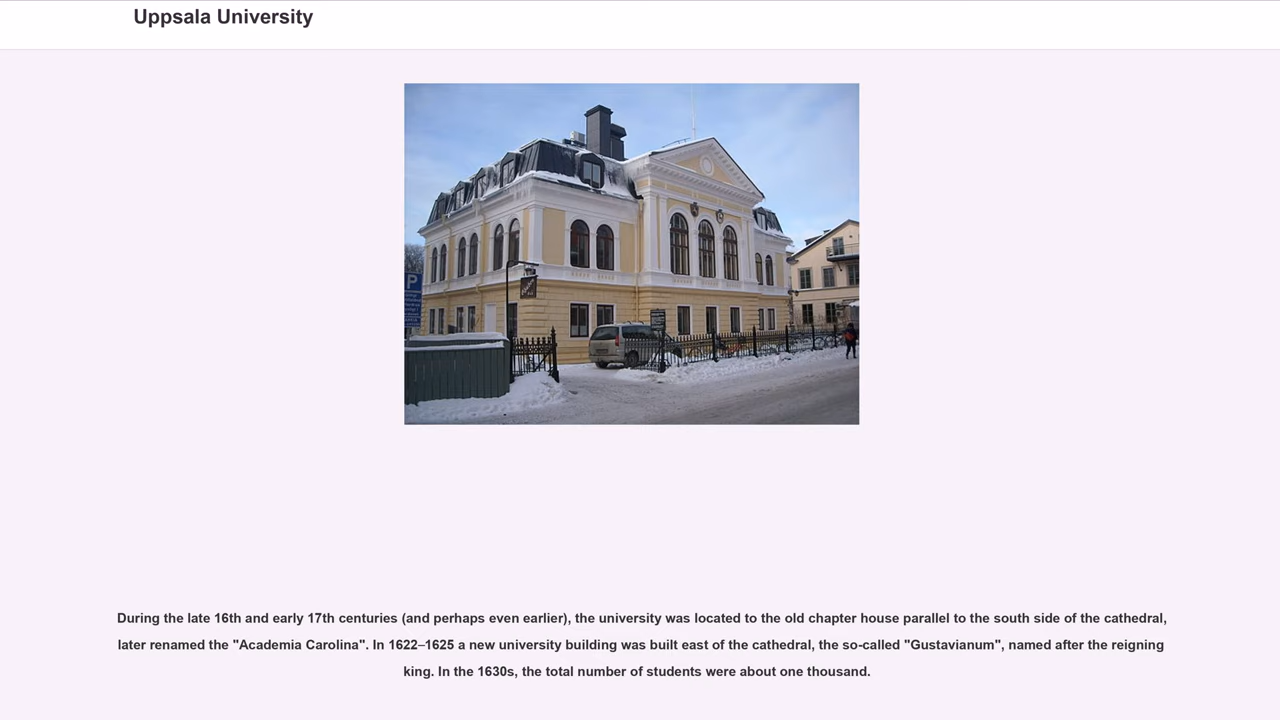 Uppsala University
P
During the late 16th and early 17th centuries (and perhaps even earlier), the university was located to the old chapter house parallel to the south side of the cathedral,
later renamed the "Academia Carolina". In 1622–1625 a new university building was built east of the cathedral, the so-called "Gustavianum", named after the reigning
king. In the 1630s, the total number of students were about one thousand.